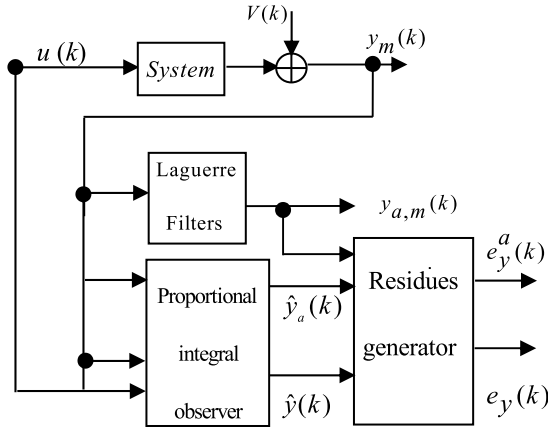 V(k)
u(k)
System
y_m(k)
Laguerre
Filters
y_{a,m}(k)
Proportional
integral
observer
ŷ_a(k)
ŷ(k)
Residues
generator
e_y^a(k)
e_y(k)